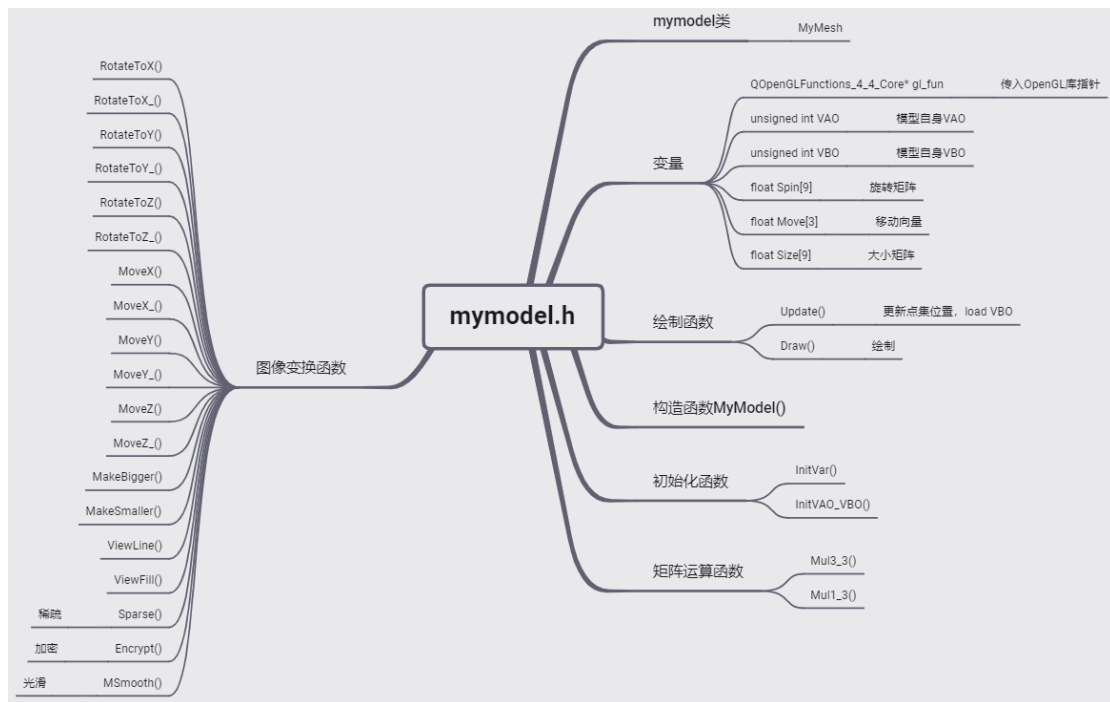 mymodel.h
mymodel类
MyMesh
变量
QOpenGLFunctions_4_4_Core* gl_fun 传入OpenGL库指针
unsigned int VAO 模型自身VAO
unsigned int VBO 模型自身VBO
float Spin[9] 旋转矩阵
float Move[3] 移动向量
float Size[9] 大小矩阵
绘制函数
Update() 更新点集位置，load VBO
Draw() 绘制
构造函数MyModel()
初始化函数
InitVar()
InitVAO_VBO()
矩阵运算函数
Mul3_3()
Mul1_3()
图像变换函数
RotateToX()
RotateToX_()
RotateToY()
RotateToY_()
RotateToZ()
RotateToZ_()
MoveX()
MoveX_()
MoveY()
MoveY_()
MoveZ()
MoveZ_()
MakeBigger()
MakeSmaller()
ViewLine()
ViewFill()
稀疏 Sparse()
加密 Encrypt()
光滑 MSmooth()